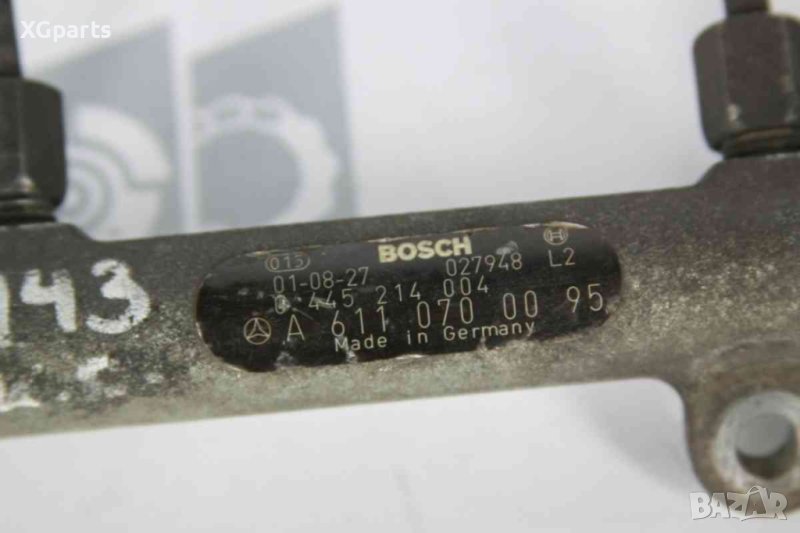 XGparts
015 BOSCH
01-08-27 027948 L2
0 445 214 004
A 611 070 00 95
Made in Germany
143
BAZAR